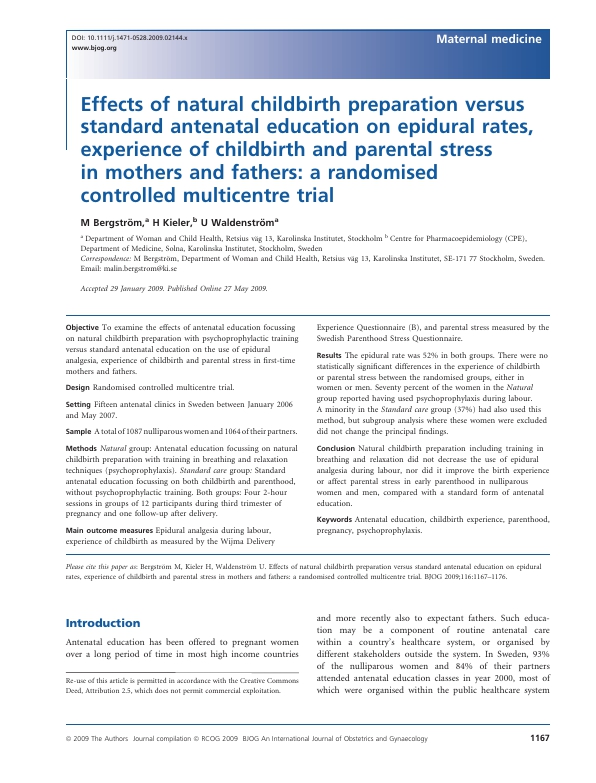 DOI: 10.1111/j.1471-0528.2009.02144.x
www.bjog.org
Maternal medicine
Effects of natural childbirth preparation versus
standard antenatal education on epidural rates,
experience of childbirth and parental stress
in mothers and fathers: a randomised
controlled multicentre trial
M Bergström,a H Kieler,b U Waldenströma
a Department of Woman and Child Health, Retsius väg 13, Karolinska Institutet, Stockholm b Centre for Pharmacoepidemiology (CPE),
Department of Medicine, Solna, Karolinska Institutet, Stockholm, Sweden
Correspondence: M Bergström, Department of Woman and Child Health, Retsius väg 13, Karolinska Institutet, SE-171 77 Stockholm, Sweden.
Email: malin.bergstrom@ki.se
Accepted 29 January 2009. Published Online 27 May 2009.
Objective To examine the effects of antenatal education focussing
on natural childbirth preparation with psychoprophylactic training
versus standard antenatal education on the use of epidural
analgesia, experience of childbirth and parental stress in first-time
mothers and fathers.
Design Randomised controlled multicentre trial.
Setting Fifteen antenatal clinics in Sweden between January 2006
and May 2007.
Sample A total of 1087 nulliparous women and 1064 of their partners.
Methods Natural group: Antenatal education focussing on natural
childbirth preparation with training in breathing and relaxation
techniques (psychoprophylaxis). Standard care group: Standard
antenatal education focussing on both childbirth and parenthood,
without psychoprophylactic training. Both groups: Four 2-hour
sessions in groups of 12 participants during third trimester of
pregnancy and one follow-up after delivery.
Main outcome measures Epidural analgesia during labour,
experience of childbirth as measured by the Wijma Delivery
Experience Questionnaire (B), and parental stress measured by the
Swedish Parenthood Stress Questionnaire.
Results The epidural rate was 52% in both groups. There were no
statistically significant differences in the experience of childbirth
or parental stress between the randomised groups, either in
women or men. Seventy percent of the women in the Natural
group reported having used psychoprophylaxis during labour.
A minority in the Standard care group (37%) had also used this
method, but subgroup analysis where these women were excluded
did not change the principal findings.
Conclusion Natural childbirth preparation including training in
breathing and relaxation did not decrease the use of epidural
analgesia during labour, nor did it improve the birth experience
or affect parental stress in early parenthood in nulliparous
women and men, compared with a standard form of antenatal
education.
Keywords Antenatal education, childbirth experience, parenthood,
pregnancy, psychoprophylaxis.
Please cite this paper as: Bergström M, Kieler H, Waldenström U. Effects of natural childbirth preparation versus standard antenatal education on epidural
rates, experience of childbirth and parental stress in mothers and fathers: a randomised controlled multicentre trial. BJOG 2009;116:1167–1176.
Introduction
Antenatal education has been offered to pregnant women
over a long period of time in most high income countries
Re-use of this article is permitted in accordance with the Creative Commons
Deed, Attribution 2.5, which does not permit commercial exploitation.
and more recently also to expectant fathers. Such educa-
tion may be a component of routine antenatal care
within a country's healthcare system, or organised by
different stakeholders outside the system. In Sweden, 93%
of the nulliparous women and 84% of their partners
attended antenatal education classes in year 2000, most of
which were organised within the public healthcare system
© 2009 The Authors Journal compilation © RCOG 2009 BJOG An International Journal of Obstetrics and Gynaecology
1167